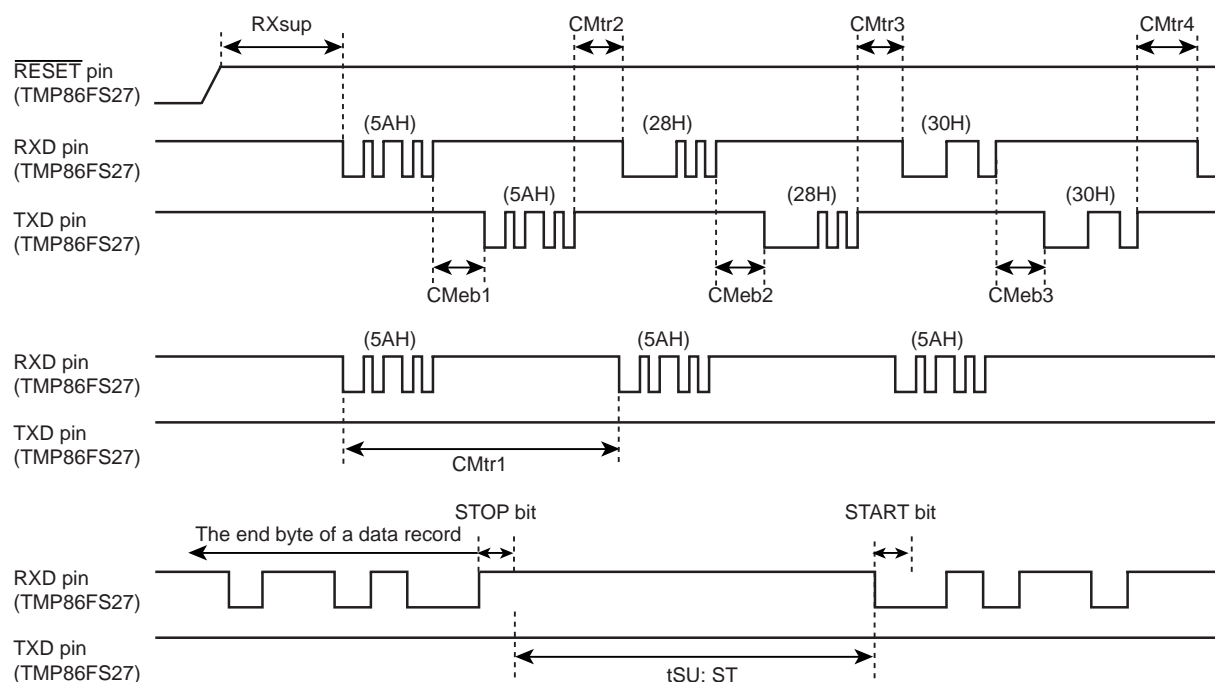 RXsup
CMtr2
CMtr3
CMtr4
RESET pin
(TMP86FS27)
(5AH)
(28H)
(30H)
RXD pin
(TMP86FS27)
(5AH)
(28H)
(30H)
TXD pin
(TMP86FS27)
CMeb1
CMeb2
CMeb3
(5AH)
(5AH)
(5AH)
RXD pin
(TMP86FS27)
TXD pin
(TMP86FS27)
CMtr1
STOP bit
START bit
The end byte of a data record
RXD pin
(TMP86FS27)
TXD pin
(TMP86FS27)
tSU: ST